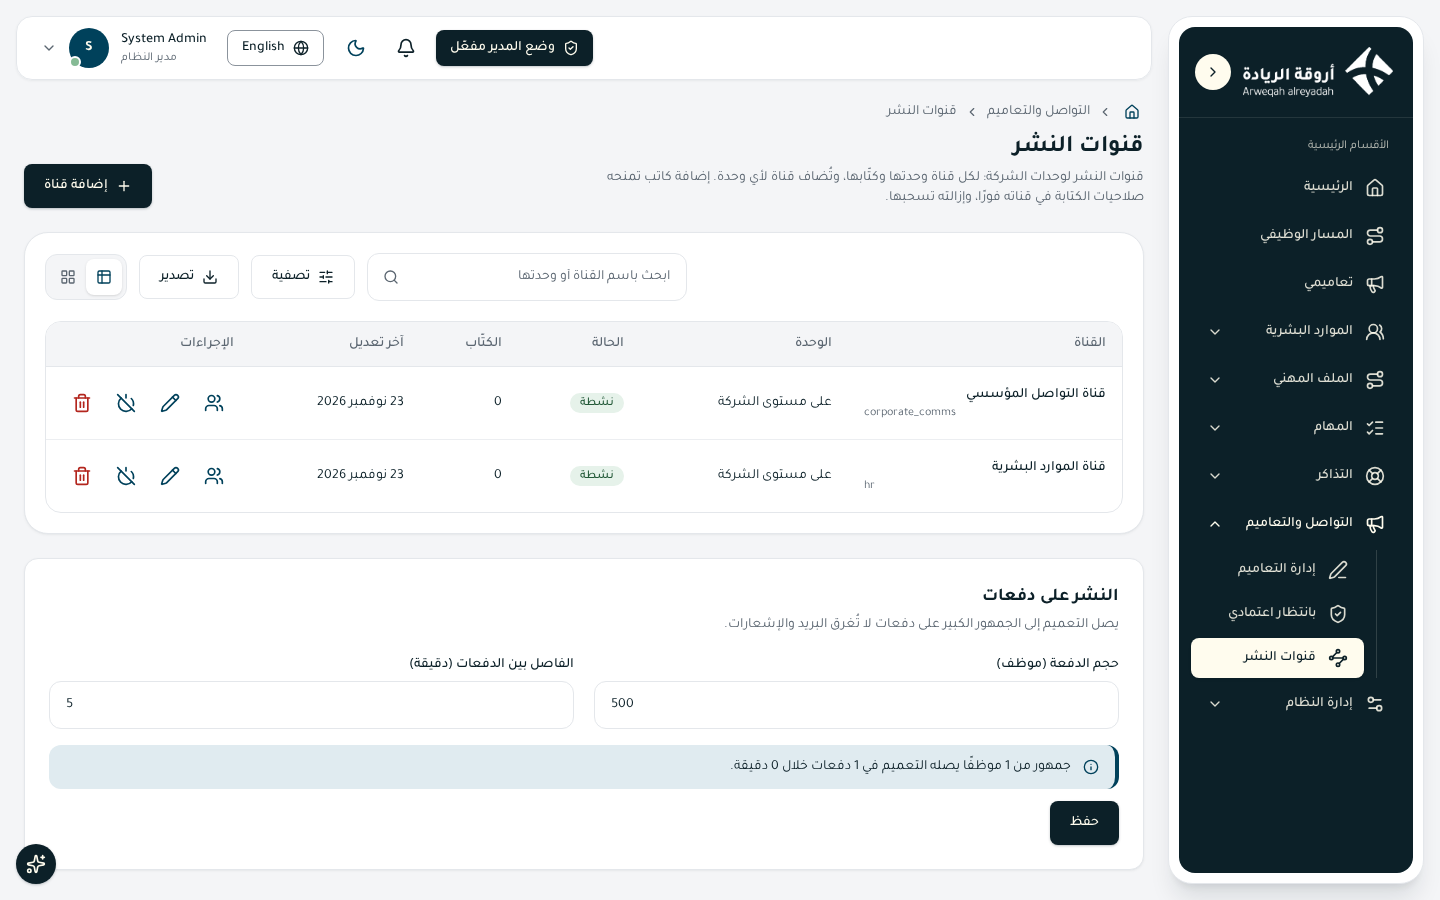 أروقة الريادة
Arweqah alreyadah
الأقسام الرئيسية
الرئيسية
المسار الوظيفي
تعاميمي
الموارد البشرية
الملف المهني
المهام
التذاكر
التواصل والتعاميم
إدارة التعاميم
بانتظار اعتمادي
قنوات النشر
إدارة النظام
وضع المدير مفعّل
English
System Admin
مدير النظام
S
التواصل والتعاميم
قنوات النشر
قنوات النشر
قنوات النشر لوحدات الشركة: لكل قناة وحدتها وكتّابها، وتُضاف قناة لأي وحدة. إضافة كاتب تمنحه
صلاحيات الكتابة في قناته فورًا، وإزالته تسحبها.
إضافة قناة
ابحث باسم القناة أو وحدتها
تصفية
تصدير
القناة الوحدة الحالة الكتّاب آخر تعديل الإجراءات
قناة التواصل المؤسسي
corporate_comms
على مستوى الشركة نشطة 0 23 نوفمبر 2026
قناة الموارد البشرية
hr
على مستوى الشركة نشطة 0 23 نوفمبر 2026
النشر على دفعات
يصل التعميم إلى الجمهور الكبير على دفعات لا تُغرق البريد والإشعارات.
حجم الدفعة (موظف)
500
الفاصل بين الدفعات (دقيقة)
5
جمهور من 1 موظفًا يصله التعميم في 1 دفعات خلال 0 دقيقة.
حفظ